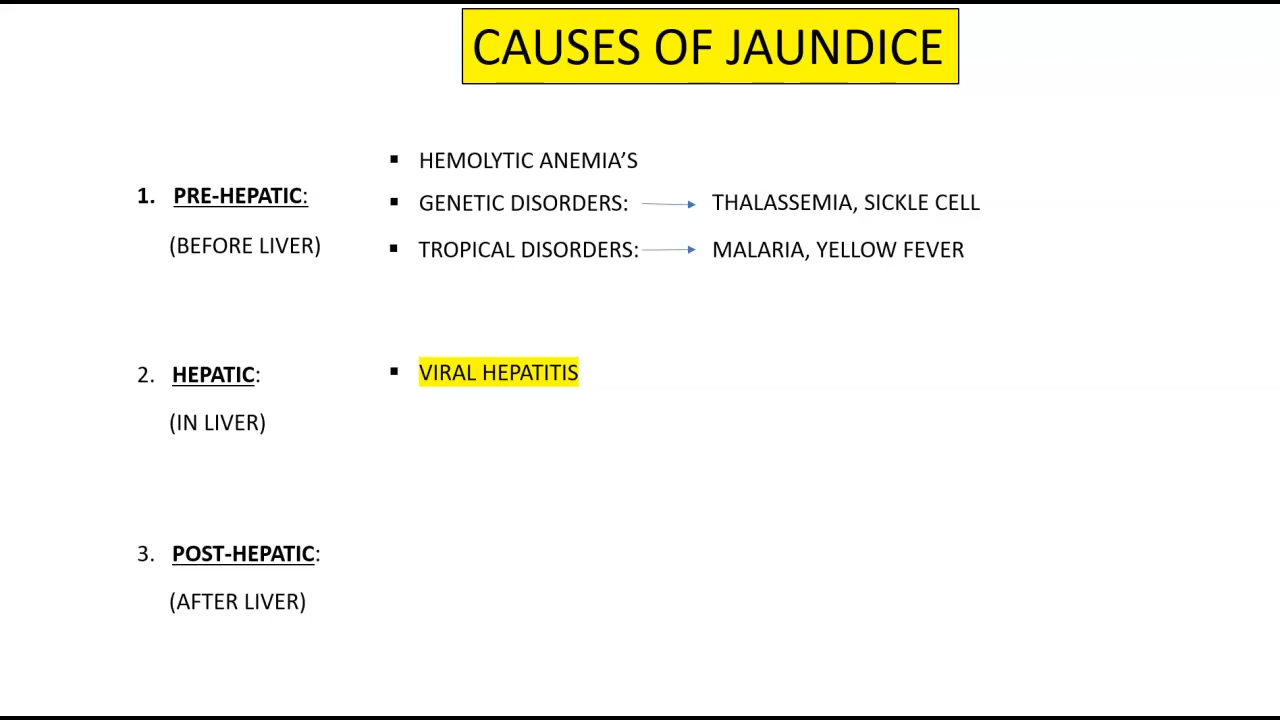 CAUSES OF JAUNDICE
1. PRE-HEPATIC:
(BEFORE LIVER)
▪ HEMOLYTIC ANEMIA’S
▪ GENETIC DISORDERS: → THALASSEMIA, SICKLE CELL
▪ TROPICAL DISORDERS: → MALARIA, YELLOW FEVER
2. HEPATIC:
(IN LIVER)
▪ VIRAL HEPATITIS
3. POST-HEPATIC:
(AFTER LIVER)